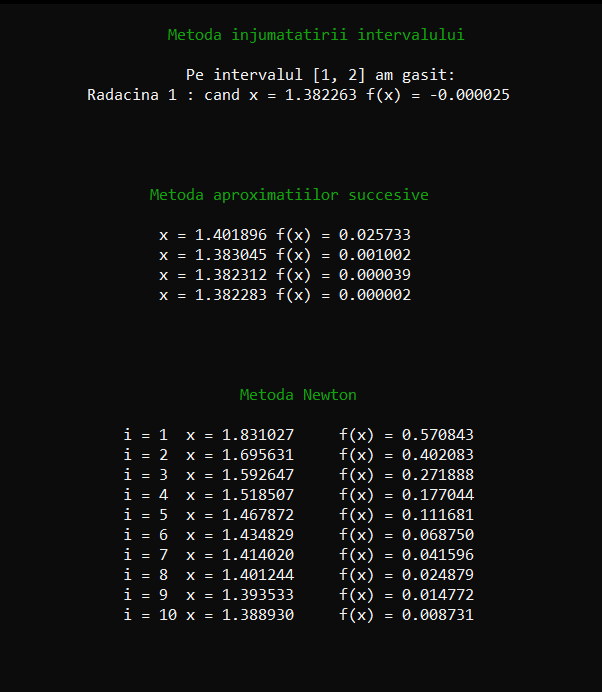 Metoda injumatatirii intervalului
Pe intervalul [1, 2] am gasit:
Radacina 1 : cand x = 1.382263 f(x) = -0.000025
Metoda aproximatiilor succesive
x = 1.401896 f(x) = 0.025733
x = 1.383045 f(x) = 0.001002
x = 1.382312 f(x) = 0.000039
x = 1.382283 f(x) = 0.000002
Metoda Newton
i = 1 x = 1.831027 f(x) = 0.570843
i = 2 x = 1.695631 f(x) = 0.402083
i = 3 x = 1.592647 f(x) = 0.271888
i = 4 x = 1.518507 f(x) = 0.177044
i = 5 x = 1.467872 f(x) = 0.111681
i = 6 x = 1.434829 f(x) = 0.068750
i = 7 x = 1.414020 f(x) = 0.041596
i = 8 x = 1.401244 f(x) = 0.024879
i = 9 x = 1.393533 f(x) = 0.014772
i = 10 x = 1.388930 f(x) = 0.008731